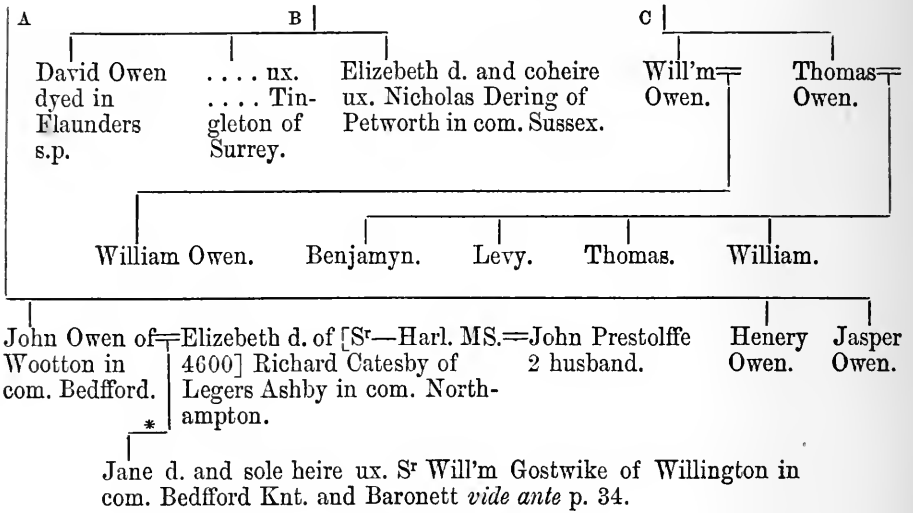 A B C
David Owen
dyed in
Flaunders
s.p.
. . . . ux.
. . . . Tin-
gleton of
Surrey.
Elizebeth d. and coheire
ux. Nicholas Dering of
Petworth in com. Sussex.
Will'm
Owen.
Thomas
Owen.
William Owen. Benjamyn. Levy. Thomas. William.
John Owen of
Wootton in
com. Bedfford.
Elizebeth d. of [Sʳ—Harl. MS.
4600] Richard Catesby of
Legers Ashby in com. North-
ampton.
John Prestolffe
2 husband.
Henery
Owen.
Jasper
Owen.
*
Jane d. and sole heire ux. Sʳ Will'm Gostwike of Willington in
com. Bedfford Knt. and Baronett vide ante p. 34.